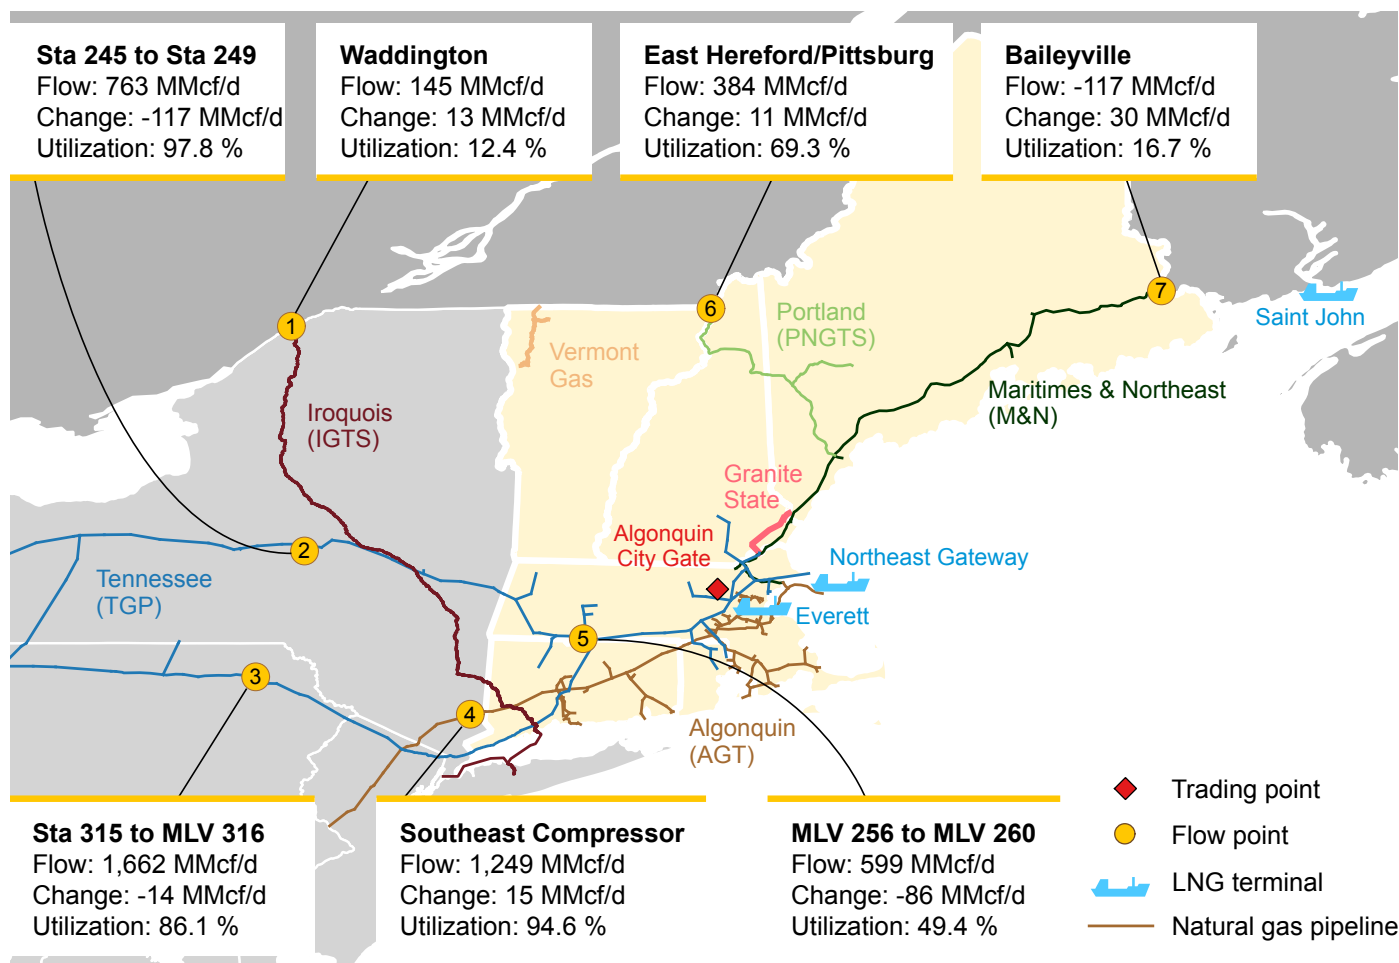 Sta 245 to Sta 249
Flow: 763 MMcf/d
Change: -117 MMcf/d
Utilization: 97.8 %
Waddington
Flow: 145 MMcf/d
Change: 13 MMcf/d
Utilization: 12.4 %
East Hereford/Pittsburg
Flow: 384 MMcf/d
Change: 11 MMcf/d
Utilization: 69.3 %
Baileyville
Flow: -117 MMcf/d
Change: 30 MMcf/d
Utilization: 16.7 %
7
6
1
Saint John
Portland
(PNGTS)
Vermont
Gas
Maritimes & Northeast
(M&N)
Iroquois
(IGTS)
Granite
State
Algonquin
City Gate
2
Northeast Gateway
Tennessee
(TGP)
Everett
5
3
4
Algonquin
(AGT)
Sta 315 to MLV 316
Flow: 1,662 MMcf/d
Change: -14 MMcf/d
Utilization: 86.1 %
Southeast Compressor
Flow: 1,249 MMcf/d
Change: 15 MMcf/d
Utilization: 94.6 %
MLV 256 to MLV 260
Flow: 599 MMcf/d
Change: -86 MMcf/d
Utilization: 49.4 %
Trading point
Flow point
LNG terminal
Natural gas pipeline